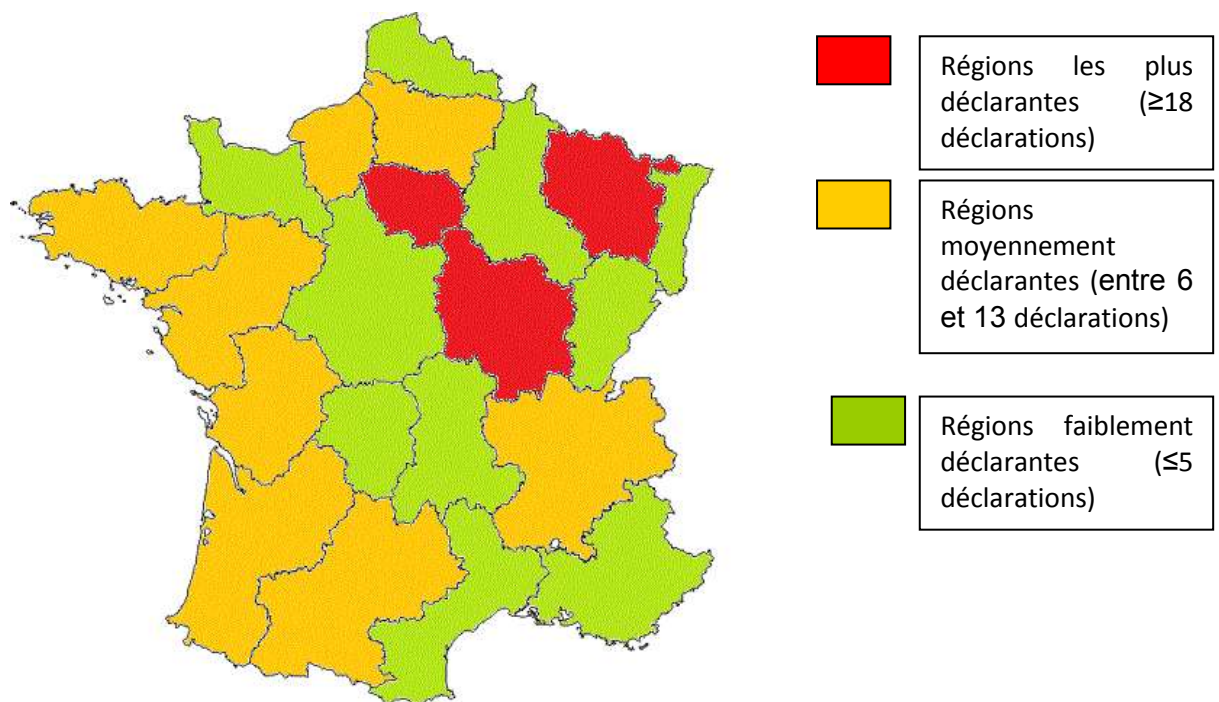 Régions les plus
déclarantes (≥18
déclarations)
Régions
moyennement
déclarantes (entre 6
et 13 déclarations)
Régions faiblement
déclarantes (≤5
déclarations)